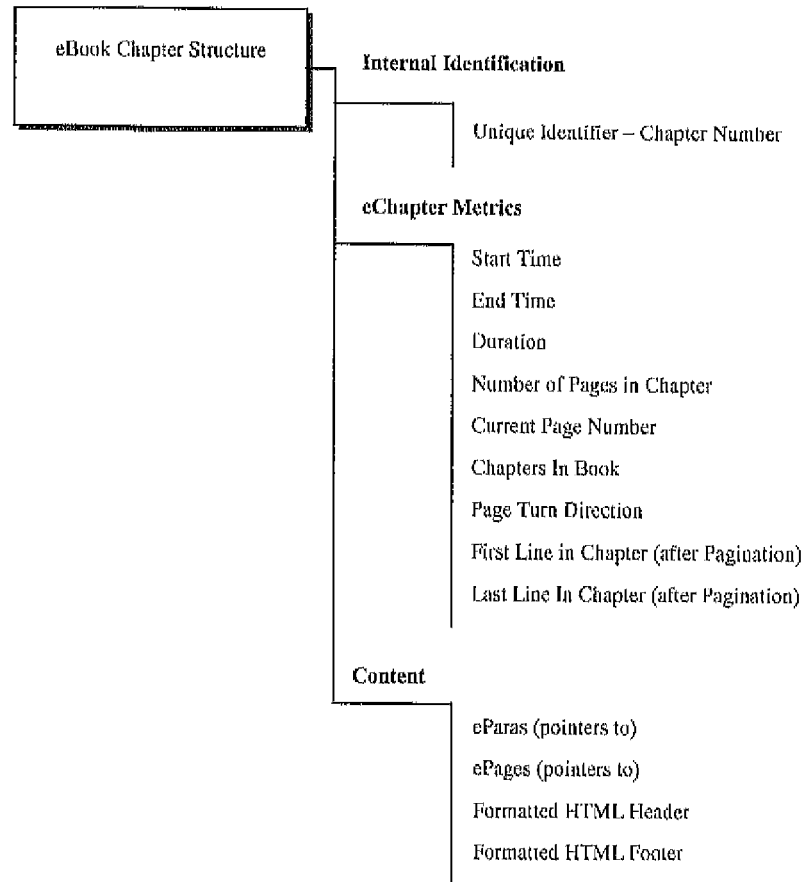 eBook Chapter Structure
Internal Identification
Unique Identifier – Chapter Number
eChapter Metrics
Start Time
End Time
Duration
Number of Pages in Chapter
Current Page Number
Chapters In Book
Page Turn Direction
First Line in Chapter (after Pagination)
Last Line In Chapter (after Pagination)
Content
eParas (pointers to)
ePages (pointers to)
Formatted HTML Header
Formatted HTML Footer